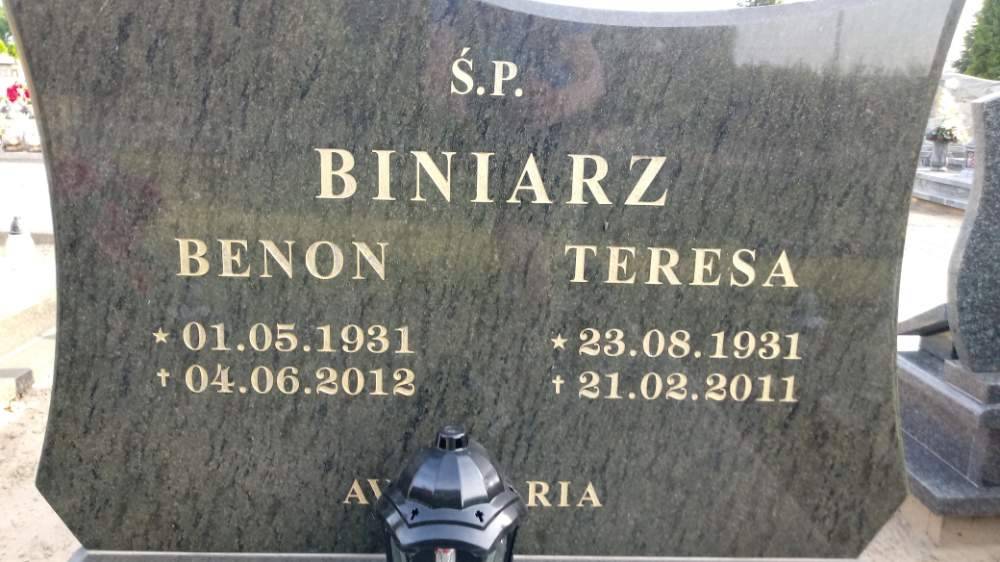 Ś.P.
BINIARZ
BENON TERESA
★ 01.05.1931 ★ 23.08.1931
✝ 04.06.2012 ✝ 21.02.2011